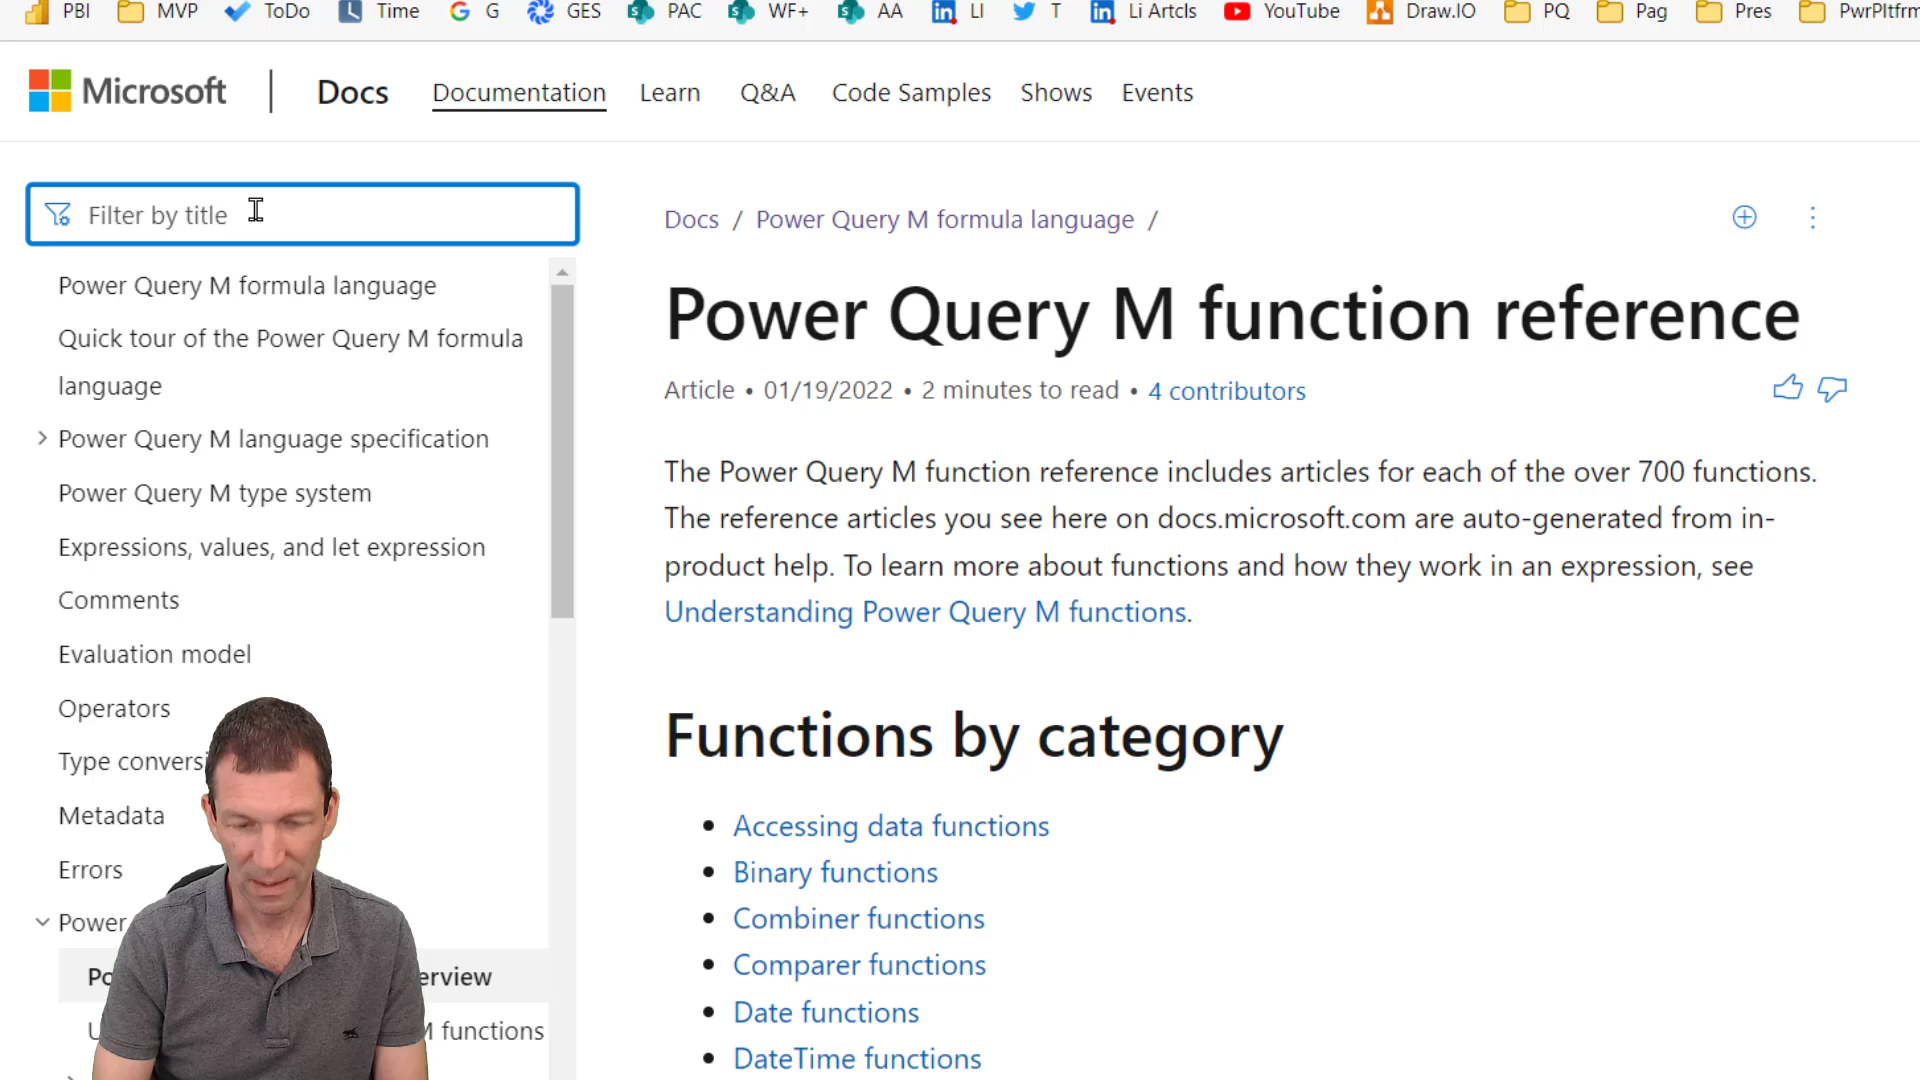 PBI MVP ToDo Time G GES PAC WF+ AA LI T Li Artcls YouTube Draw.IO PQ Pag Pres PwrPltfrm
Microsoft Docs Documentation Learn Q&A Code Samples Shows Events
Filter by title
Power Query M formula language
Quick tour of the Power Query M formula
language
Power Query M language specification
Power Query M type system
Expressions, values, and let expression
Comments
Evaluation model
Operators
Type conversi
Metadata
Errors
Power
Po erview
U M functions
Docs / Power Query M formula language /
Power Query M function reference
Article • 01/19/2022 • 2 minutes to read • 4 contributors
The Power Query M function reference includes articles for each of the over 700 functions.
The reference articles you see here on docs.microsoft.com are auto-generated from in-
product help. To learn more about functions and how they work in an expression, see
Understanding Power Query M functions.
Functions by category
• Accessing data functions
• Binary functions
• Combiner functions
• Comparer functions
• Date functions
• DateTime functions